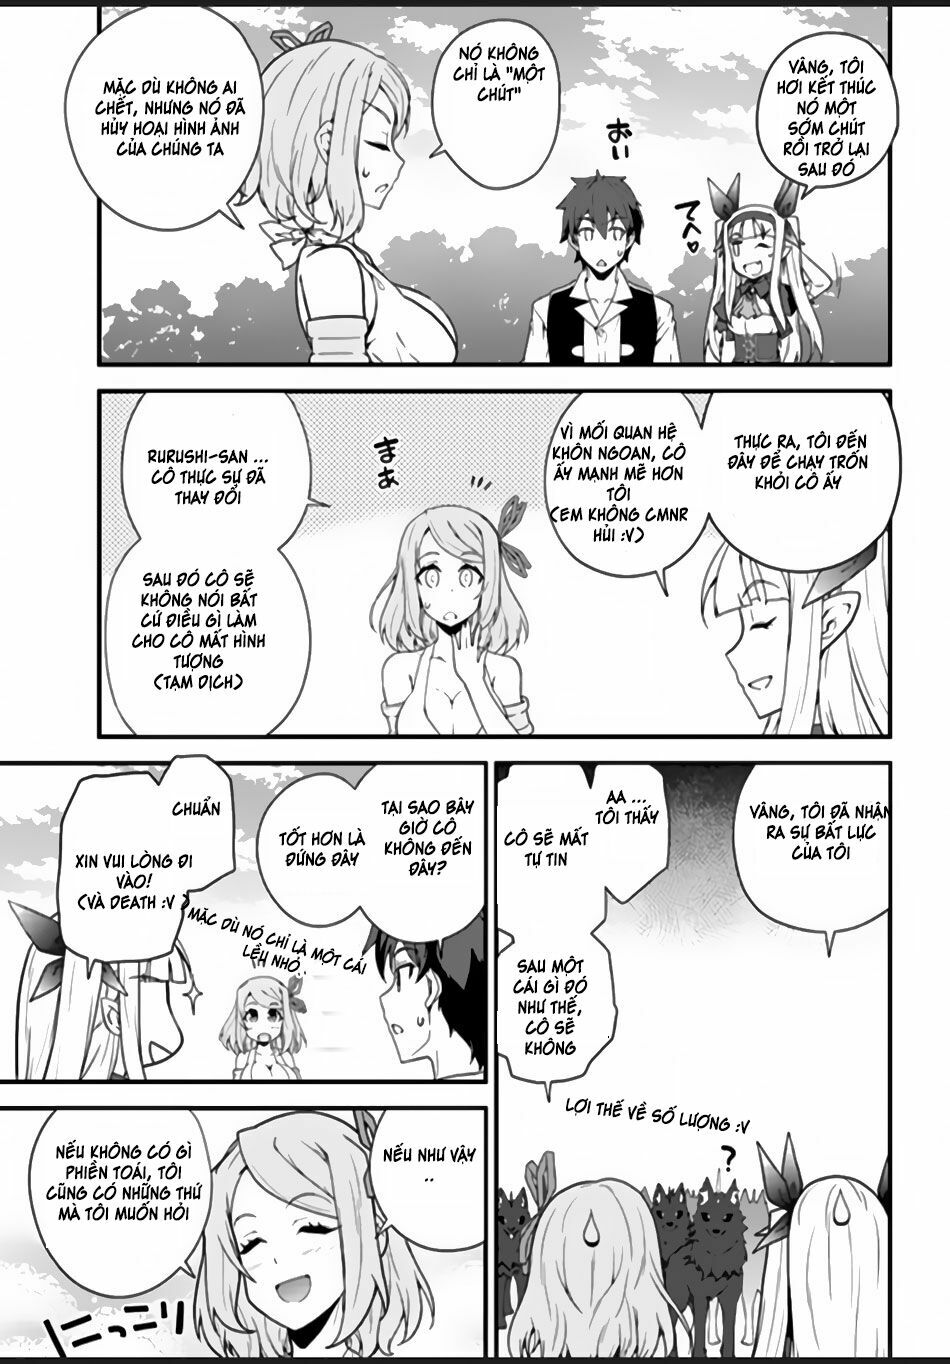 VÂNG, TÔI
HƠI KẾT THÚC
NÓ MỘT
SỚM CHÚT
RỒI TRỞ LẠI
SAU ĐÓ
てへ♡
NÓ KHÔNG
CHỈ LÀ "MỘT
CHÚT"
おい
MẶC DÙ KHÔNG AI
CHẾT, NHƯNG NÓ ĐÃ
HỦY HOẠI HÌNH ẢNH
CỦA CHÚNG TA
THỰC RA, TÔI ĐẾN
ĐÂY ĐỂ CHẠY TRỐN
KHỎI CÔ ẤY
VÌ MỐI QUAN HỆ
KHÔN NGOAN, CÔ
ẤY MẠNH MẼ HƠN
TÔI
(EM KHÔNG CMNR
HỦI :V)
まあ
RURUSHI-SAN ...
CÔ THỰC SỰ ĐÃ
THAY ĐỔI
SAU ĐÓ CÔ SẼ
KHÔNG NÓI BẤT
CỨ ĐIỀU GÌ LÀM
CHO CÔ MẤT HÌNH
TƯỢNG
(TẠM DỊCH)
VÂNG, TÔI ĐÃ NHẬN
RA SỰ BẤT LỰC
CỦA TÔI
AA ...
TÔI THẤY
CÔ SẼ MẤT
TỰ TIN
SAU MỘT
CÁI GÌ ĐÓ
NHƯ THẾ,
CÔ SẼ
KHÔNG
LỢI THẾ VỀ SỐ LƯỢNG :V
?
TẠI SAO BÂY
GIỜ CÔ
KHÔNG ĐẾN
ĐÂY?
TỐT HƠN LÀ
ĐỨNG ĐÂY
MẶC DÙ NÓ CHỈ LÀ MỘT CÁI
LỀU NHỎ..
CHUẨN
XIN VUI LÒNG ĐI
VÀO!
(VÀ DEATH :V )
NẾU NHƯ VẬY
..
NẾU KHÔNG CÓ GÌ
PHIỀN TOÁI, TÔI
CŨNG CÓ NHỮNG THỨ
MÀ TÔI MUỐN HỎI
にっこり